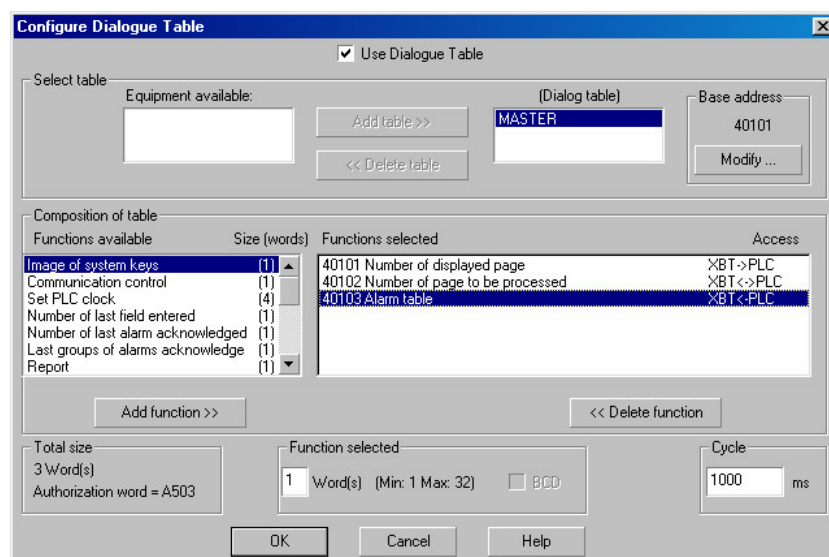 Configure Dialogue Table
Use Dialogue Table
Select table
Equipment available:
Add table >>
<< Delete table
(Dialog table)
MASTER
Base address
40101
Modify ...
Composition of table
Functions available Size (words)
Image of system keys (1)
Communication control (1)
Set PLC clock (4)
Number of last field entered (1)
Number of last alarm acknowledged (1)
Last groups of alarms acknowledge (1)
Report (1)
Functions selected Access
40101 Number of displayed page XBT->PLC
40102 Number of page to be processed XBT<->PLC
40103 Alarm table XBT<-PLC
Add function >>
<< Delete function
Total size
3 Word(s)
Authorization word = A503
Function selected
1 Word(s) (Min: 1 Max: 32) BCD
Cycle
1000 ms
OK Cancel Help